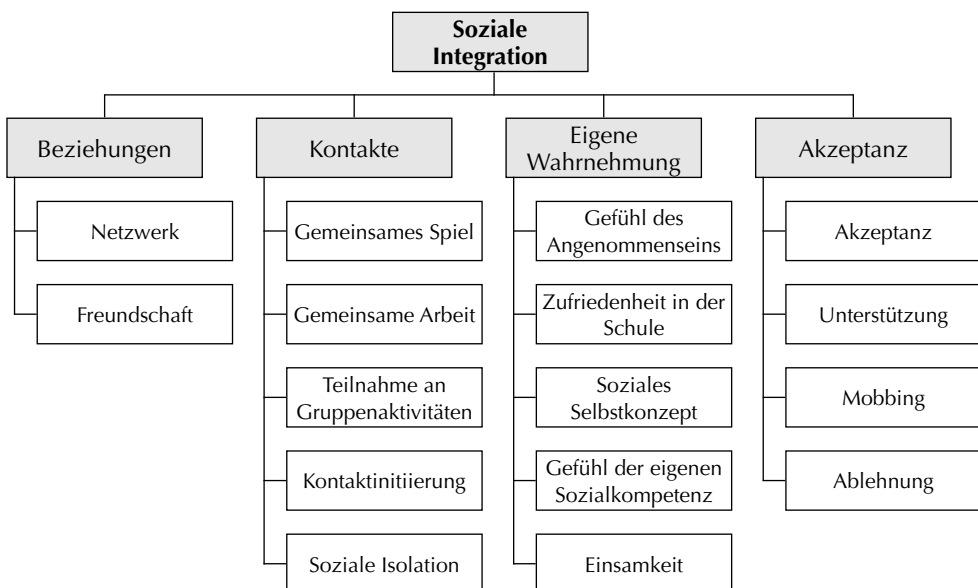 Soziale
Integration
Beziehungen
Netzwerk
Freundschaft
Kontakte
Gemeinsames Spiel
Gemeinsame Arbeit
Teilnahme an
Gruppenaktivitäten
Kontaktinitiierung
Soziale Isolation
Eigene
Wahrnehmung
Gefühl des
Angenommenseins
Zufriedenheit in der
Schule
Soziales
Selbstkonzept
Gefühl der eigenen
Sozialkompetenz
Einsamkeit
Akzeptanz
Akzeptanz
Unterstützung
Mobbing
Ablehnung